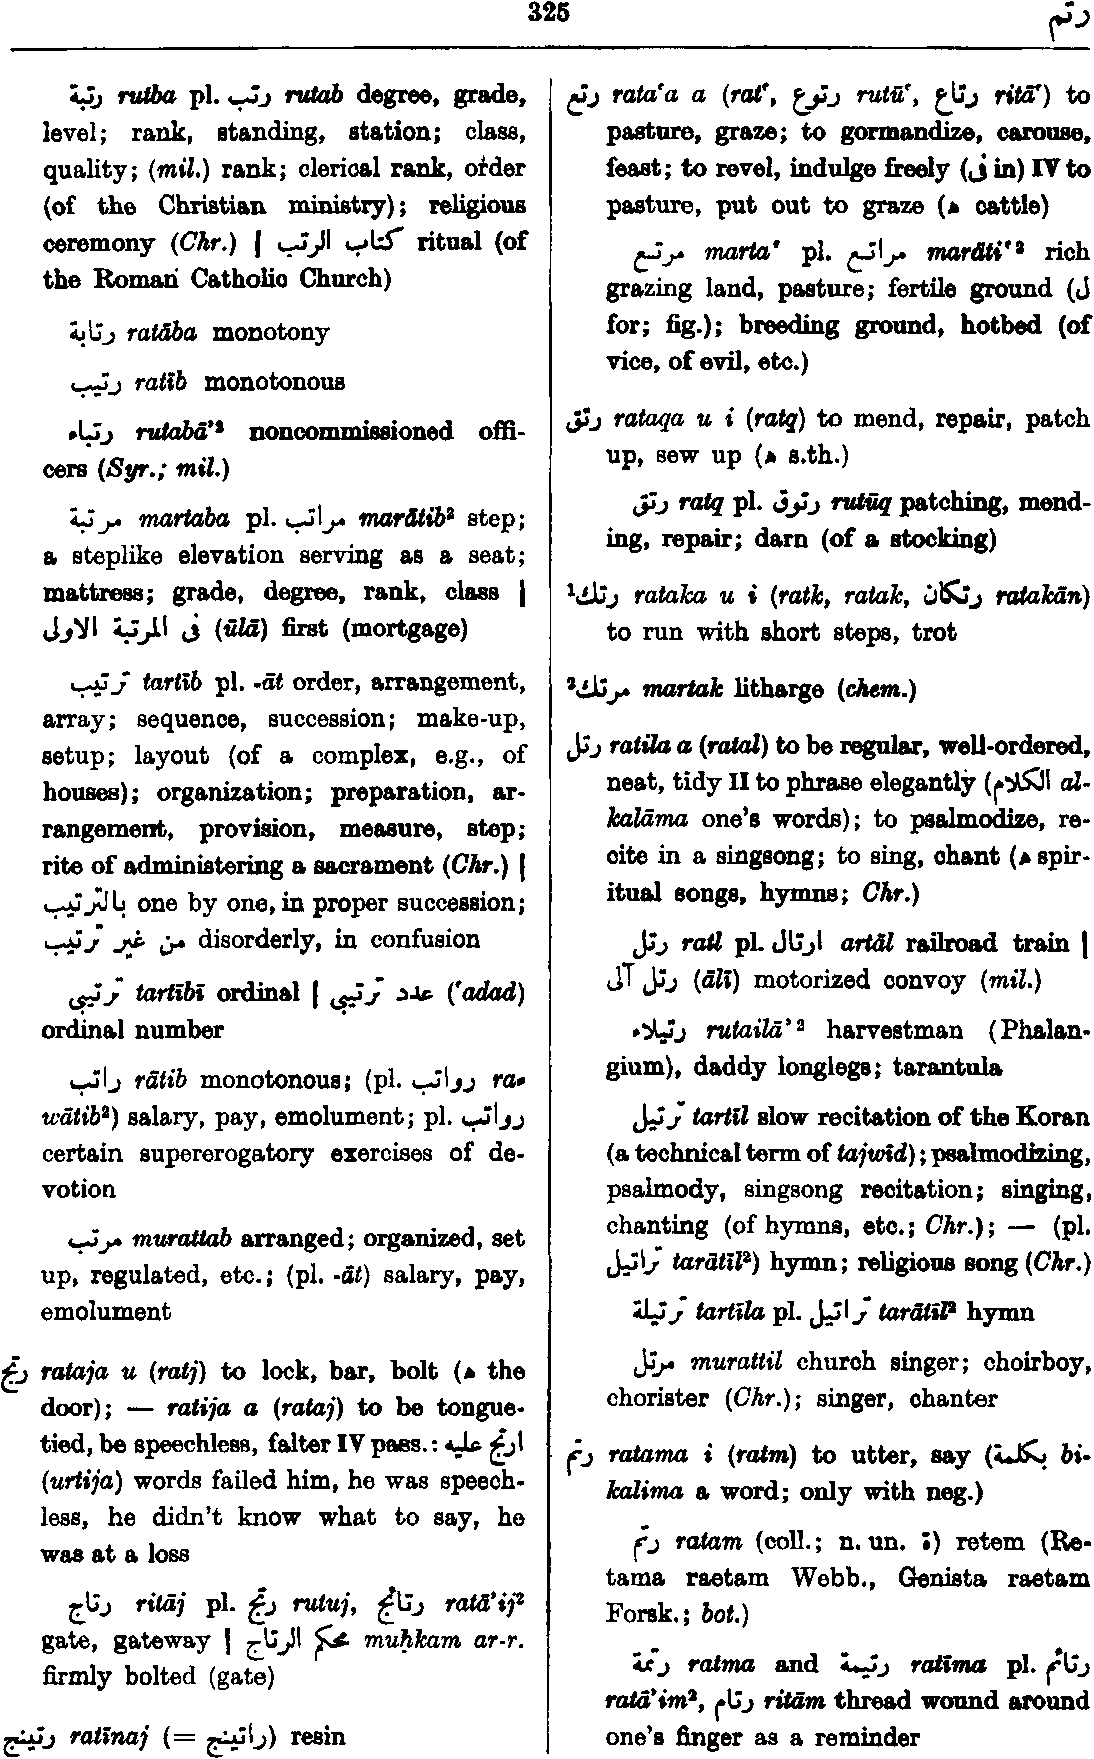 325
رتم
رتبة rutba pl. رتب rutab degree, grade,
level; rank, standing, station; class,
quality; (mil.) rank; clerical rank, order
(of the Christian ministry); religious
ceremony (Chr.) | كتاب الرتب ritual (of
the Roman Catholic Church)
رتابة ratāba monotony
رتيب ratīb monotonous
رتباء rutabā’² noncommissioned offi-
cers (Syr.; mil.)
مرتبة martaba pl. مراتب marātib² step;
a steplike elevation serving as a seat;
mattress; grade, degree, rank, class |
فى المرتبة الاولى (ūlā) first (mortgage)
ترتيب tartīb pl. -āt order, arrangement,
array; sequence, succession; make-up,
setup; layout (of a complex, e.g., of
houses); organization; preparation, ar-
rangement, provision, measure, step;
rite of administering a sacrament (Chr.) |
بالترتيب one by one, in proper succession;
من غير ترتيب disorderly, in confusion
ترتيبى tartībī ordinal | عدد ترتيبى (‘adad)
ordinal number
راتب rātib monotonous; (pl. رواتب ra-
wātib²) salary, pay, emolument; pl. رواتب
certain supererogatory exercises of de-
votion
مرتب murattab arranged; organized, set
up, regulated, etc.; (pl. -āt) salary, pay,
emolument
رتج rataja u (ratj) to lock, bar, bolt (ه the
door); — ratija a (rataj) to be tongue-
tied, be speechless, falter IV pass.: ارتج عليه
(urtija) words failed him, he was speech-
less, he didn’t know what to say, he
was at a loss
رتاج ritāj pl. رتج rutuj, رتائج ratā’ij²
gate, gateway | محكم الرتاج muḥkam ar-r.
firmly bolted (gate)
رتينج ratīnaj (= راتينج) resin
رتع rata‘a a (rat‘, رتوع rutū‘, رتاع ritā‘) to
pasture, graze; to gormandize, carouse,
feast; to revel, indulge freely (فى in) IV to
pasture, put out to graze (ه cattle)
مرتع marta‘ pl. مراتع marāti‘² rich
grazing land, pasture; fertile ground (ل
for; fig.); breeding ground, hotbed (of
vice, of evil, etc.)
رتق rataqa u i (ratq) to mend, repair, patch
up, sew up (ه s.th.)
رتق ratq pl. رتوق rutūq patching, mend-
ing, repair; darn (of a stocking)
¹رتك rataka u i (ratk, ratak, رتكان ratakān)
to run with short steps, trot
²مرتك martak litharge (chem.)
رتل ratila a (ratal) to be regular, well-ordered,
neat, tidy II to phrase elegantly (الكلام al-
kalāma one’s words); to psalmodize, re-
cite in a singsong; to sing, chant (ه spir-
itual songs, hymns; Chr.)
رتل ratl pl. ارتال artāl railroad train |
رتل آلى (ālī) motorized convoy (mil.)
رتيلاء rutailā’² harvestman (Phalan-
gium), daddy longlegs; tarantula
ترتيل tartīl slow recitation of the Koran
(a technical term of tajwīd); psalmodizing,
psalmody, singsong recitation; singing,
chanting (of hymns, etc.; Chr.); — (pl.
تراتيل tarātīl²) hymn; religious song (Chr.)
ترتيلة tartīla pl. تراتيل tarātīl² hymn
مرتل murattil church singer; choirboy,
chorister (Chr.); singer, chanter
رتم ratama i (ratm) to utter, say (بكلمة bi-
kalima a word; only with neg.)
رتم ratam (coll.; n. un. ة) retem (Re-
tama raetam Webb., Genista raetam
Forsk.; bot.)
رتمة ratma and رتيمة ratīma pl. رتائم
ratā’im², رتام ritām thread wound around
one’s finger as a reminder